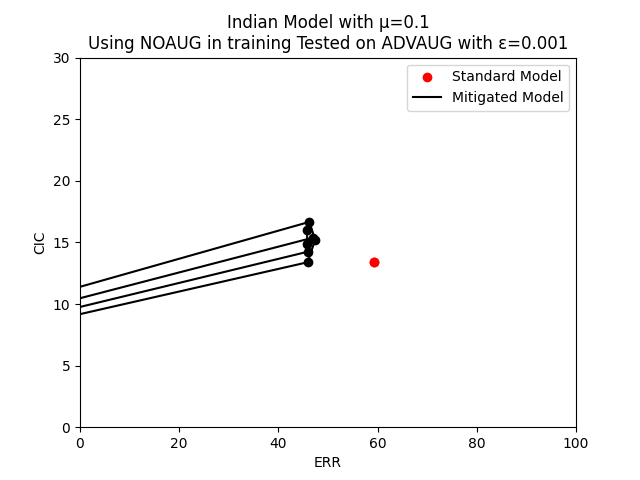 Indian Model with μ=0.1
Using NOAUG in training Tested on ADVAUG with ε=0.001
Standard Model
Mitigated Model
30
25
20
15
10
5
0
CIC
0 20 40 60 80 100
ERR